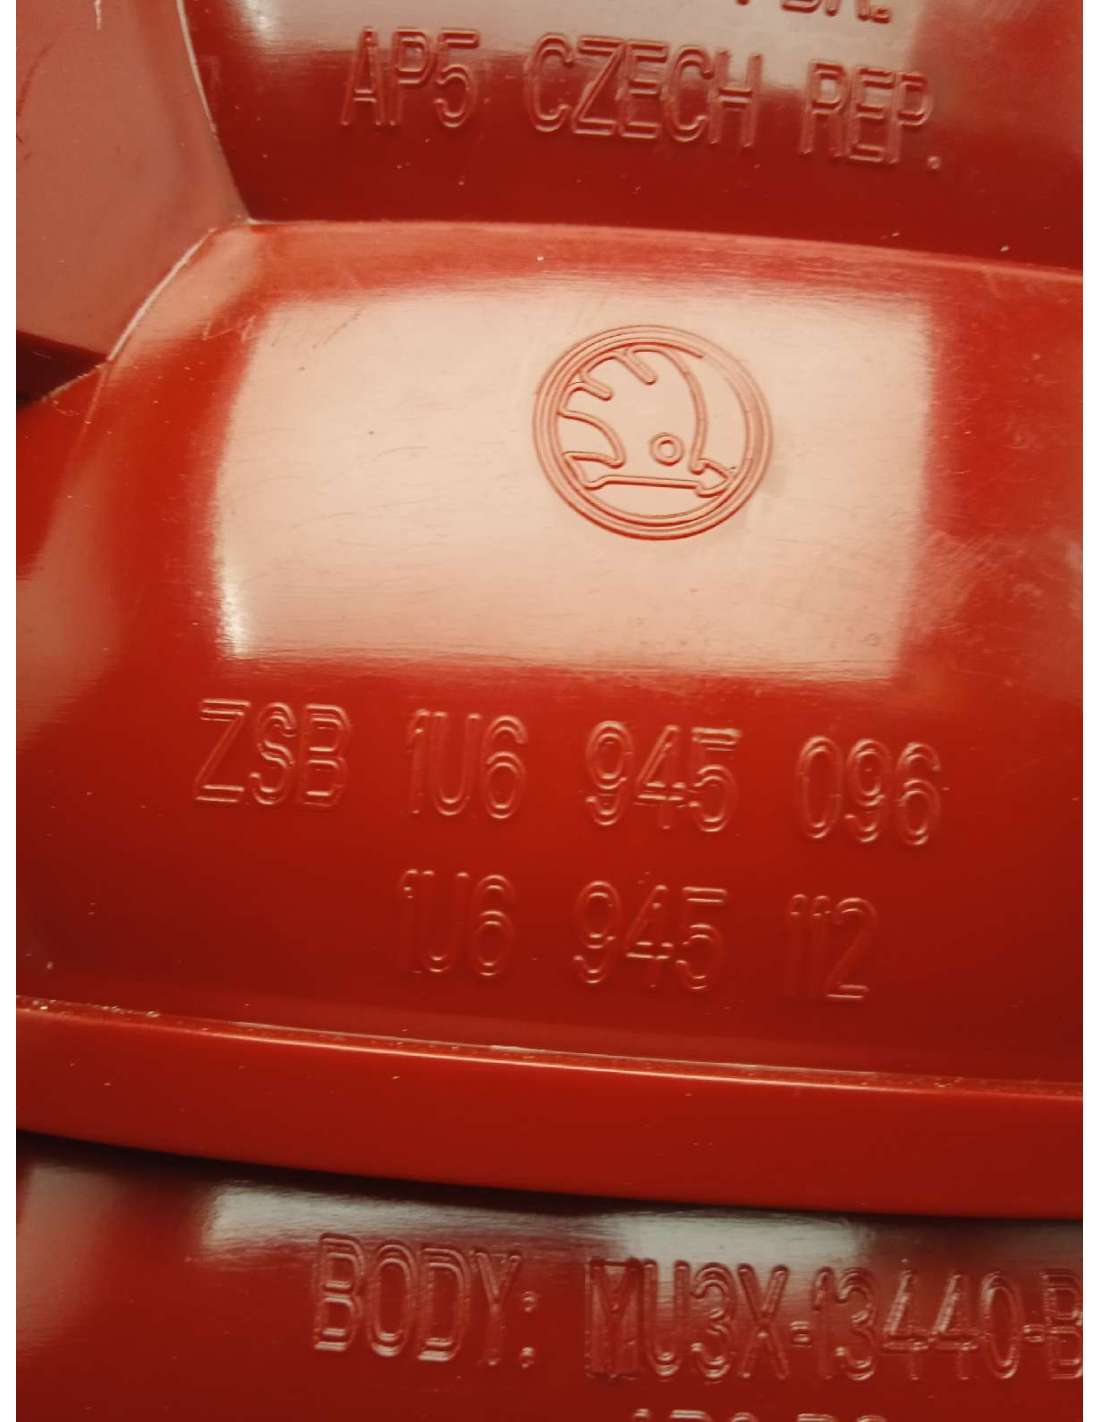 AP5 CZECH REP.
ZSB 1U6 945 096
1U6 945 112
BODY: MU3X-13440-B